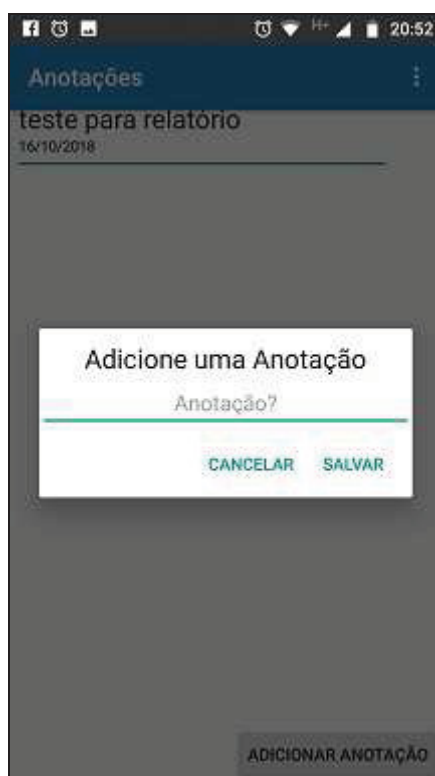 H+ 20:52
Anotações
teste para relatório
16/10/2018
Adicione uma Anotação
Anotação?
CANCELAR SALVAR
ADICIONAR ANOTAÇÃO